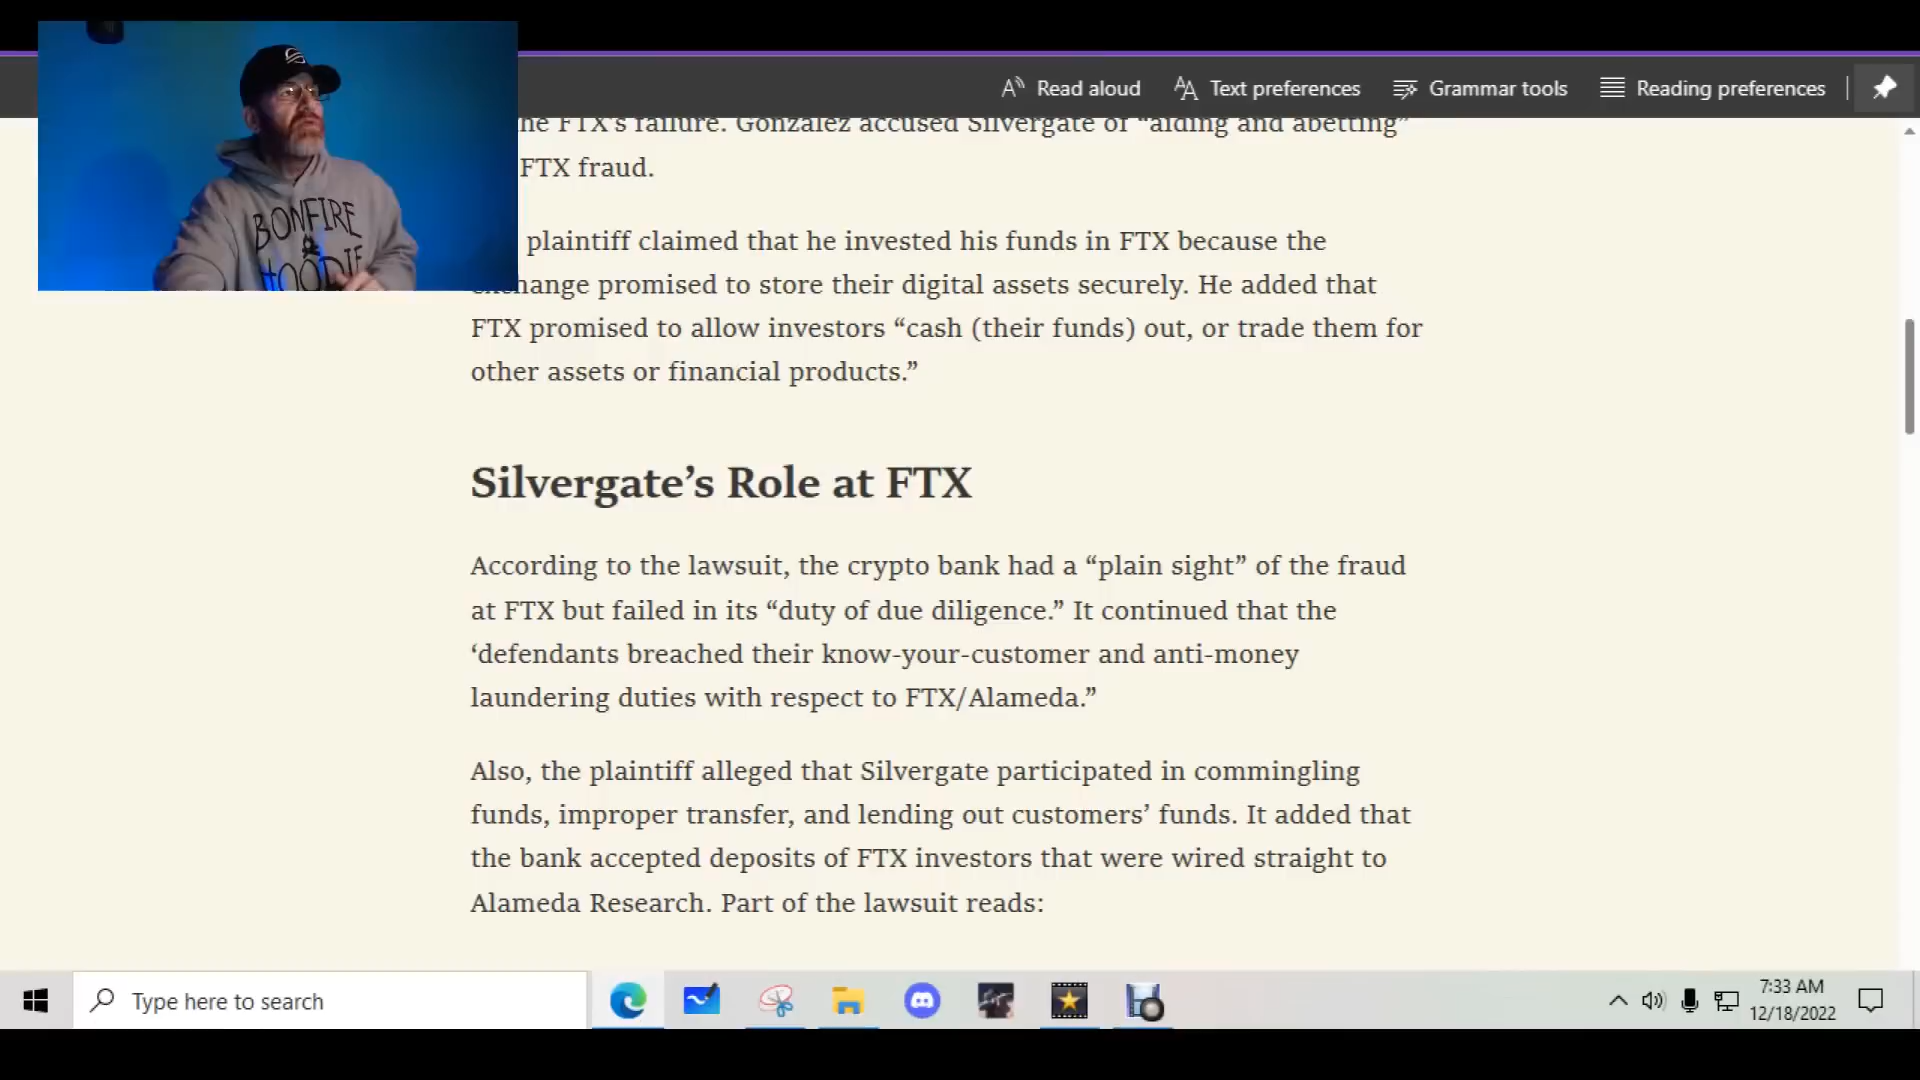 Read aloud
Text preferences
Grammar tools
Reading preferences
he FTX's failure. Gonzalez accused Silvergate of “aiding and abetting”
FTX fraud.
plaintiff claimed that he invested his funds in FTX because the
exchange promised to store their digital assets securely. He added that
FTX promised to allow investors “cash (their funds) out, or trade them for
other assets or financial products.”
Silvergate’s Role at FTX
According to the lawsuit, the crypto bank had a “plain sight” of the fraud
at FTX but failed in its “duty of due diligence.” It continued that the
‘defendants breached their know-your-customer and anti-money
laundering duties with respect to FTX/Alameda.”
Also, the plaintiff alleged that Silvergate participated in commingling
funds, improper transfer, and lending out customers’ funds. It added that
the bank accepted deposits of FTX investors that were wired straight to
Alameda Research. Part of the lawsuit reads:
BONFIRE
HOODIE
Type here to search
7:33 AM
12/18/2022